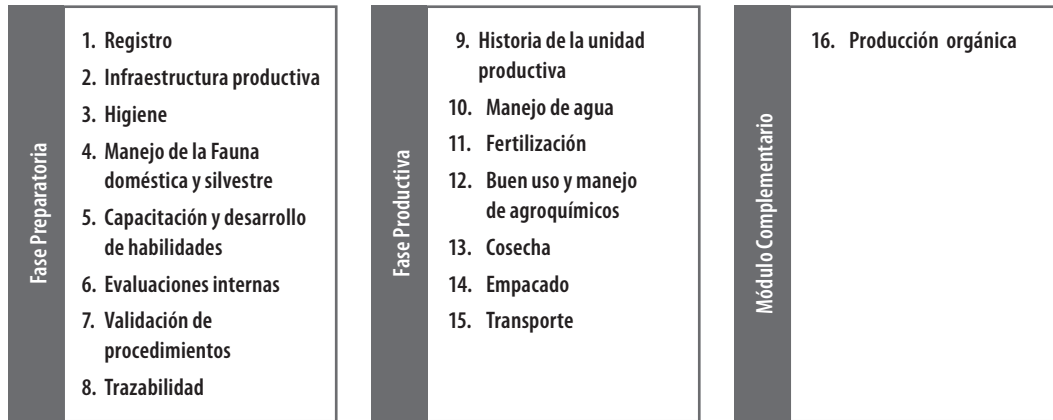 Fase Preparatoria
1. Registro
2. Infraestructura productiva
3. Higiene
4. Manejo de la Fauna
doméstica y silvestre
5. Capacitación y desarrollo
de habilidades
6. Evaluaciones internas
7. Validación de
procedimientos
8. Trazabilidad
Fase Productiva
9. Historia de la unidad
productiva
10. Manejo de agua
11. Fertilización
12. Buen uso y manejo
de agroquímicos
13. Cosecha
14. Empacado
15. Transporte
Módulo Complementario
16. Producción orgánica